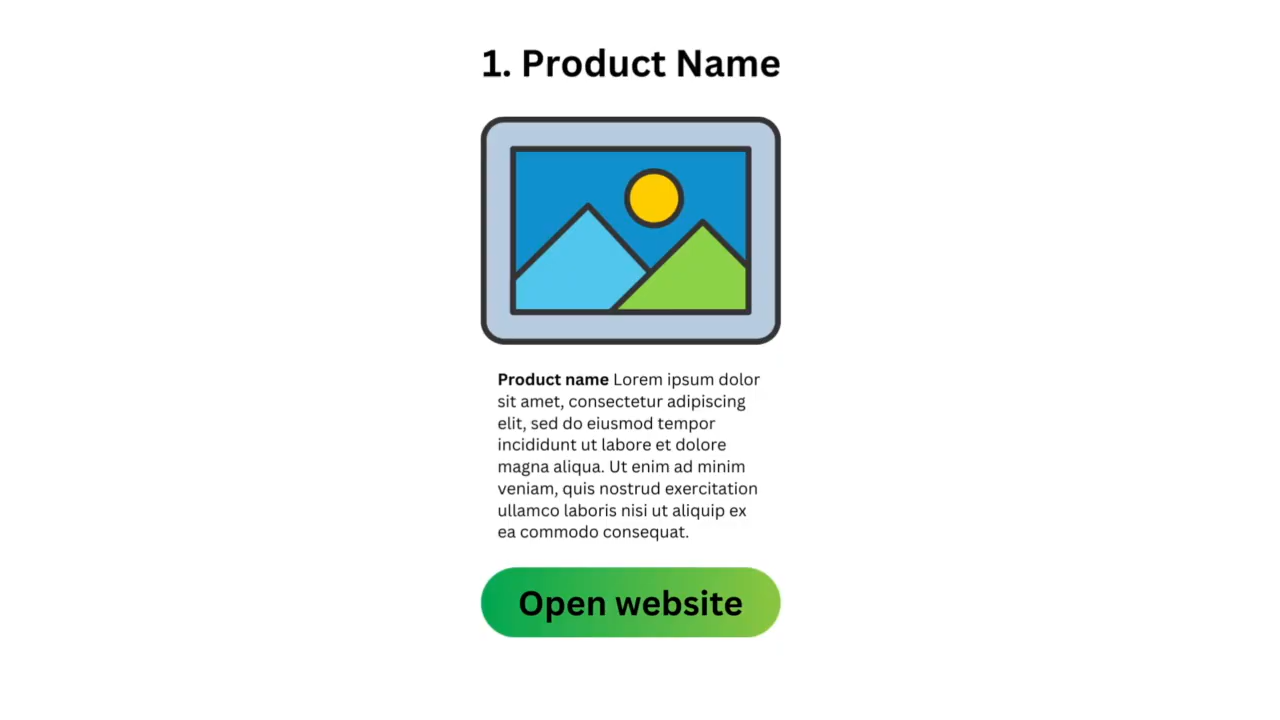 1. Product Name
Product name Lorem ipsum dolor
sit amet, consectetur adipiscing
elit, sed do eiusmod tempor
incididunt ut labore et dolore
magna aliqua. Ut enim ad minim
veniam, quis nostrud exercitation
ullamco laboris nisi ut aliquip ex
ea commodo consequat.
Open website